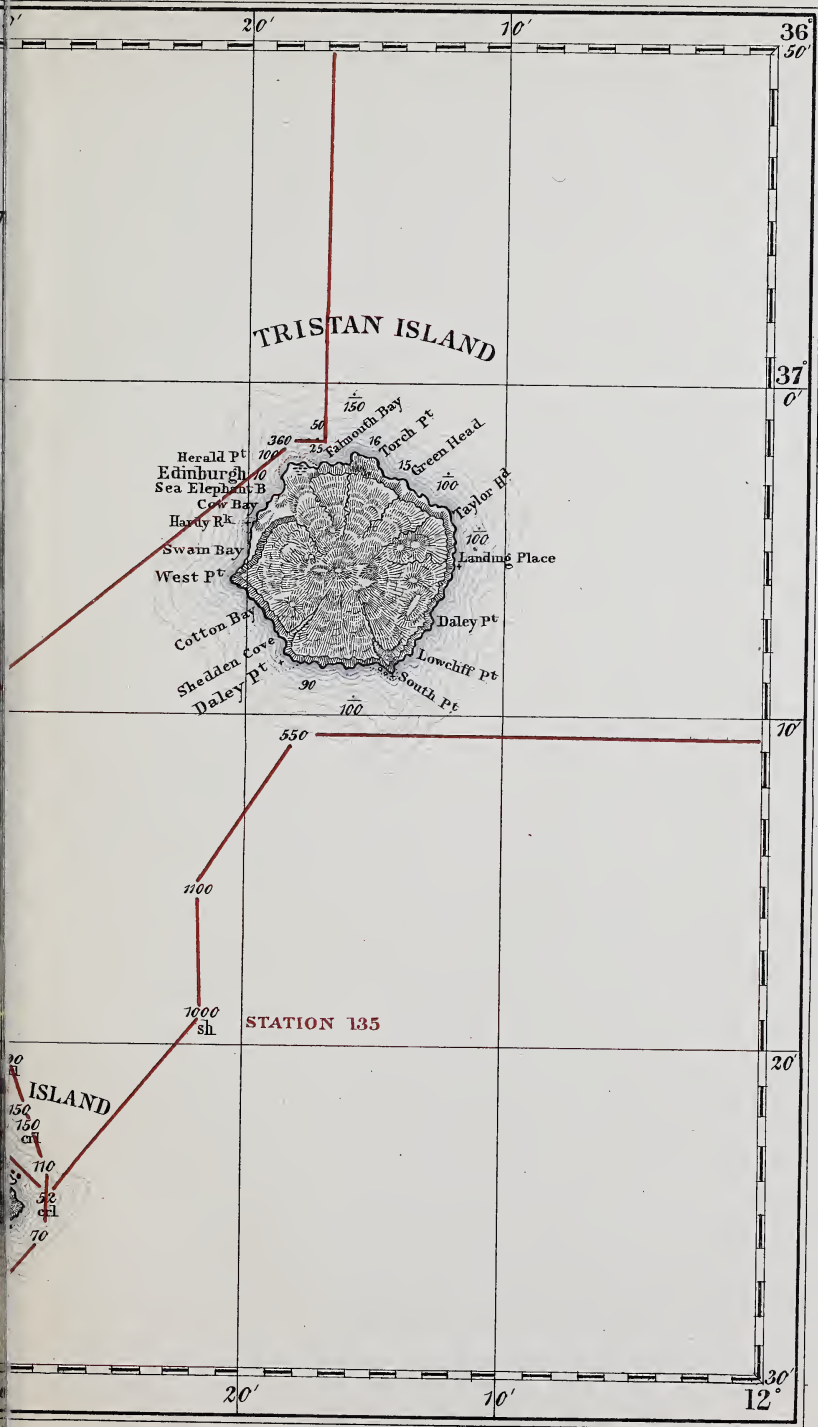 20'
10'
36°
50'
TRISTAN ISLAND
37°
0'
150
50
Falmouth Bay
360
25
16
Torch Pt
Herald Pt
100
15
Green Head
Edinburgh
10
Sea Elephant B
100
Cow Bay
Taylor Hd
Hardy Rk
100
Swain Bay
Landing Place
West Pt
Cotton Bay
Daley Pt
Shedden Cove
Lowcliff Pt
Daley Pt
South Pt
90
100
10'
550
1100
1000
sh
STATION 135
20'
ISLAND
150
150
crl
110
52
crl
70
30'
20'
10'
12°